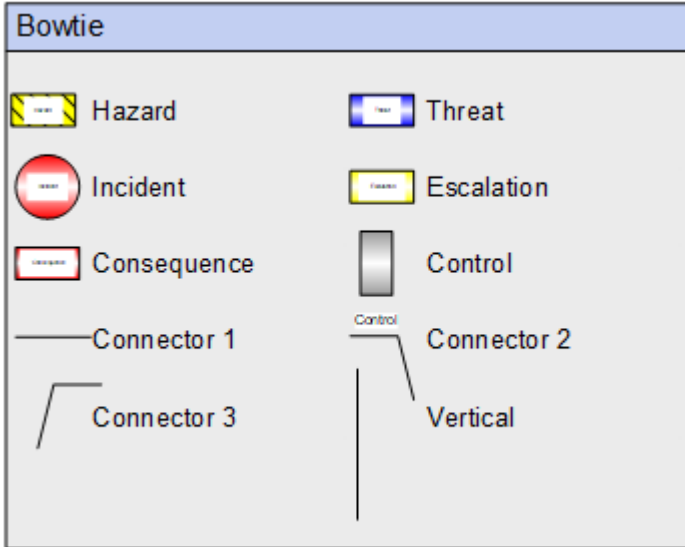 Bowtie
Hazard
Threat
Incident
Escalation
Consequence
Control
Control
Connector 1
Connector 2
Connector 3
Vertical